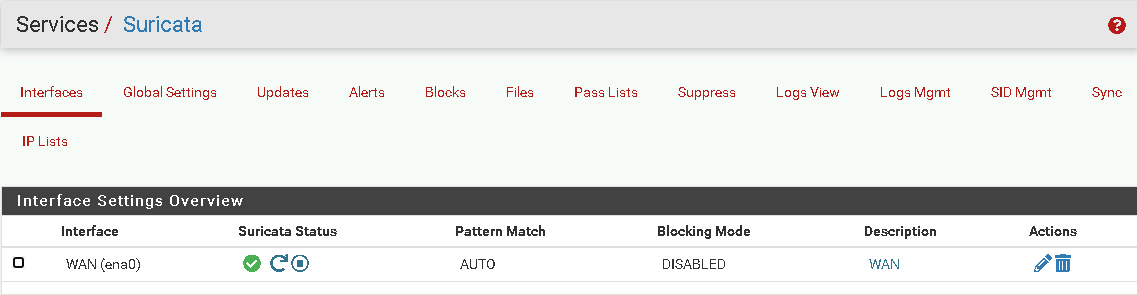 Services / Suricata
Interfaces Global Settings Updates Alerts Blocks Files Pass Lists Suppress Logs View Logs Mgmt SID Mgmt Sync
IP Lists
Interface Settings Overview
Interface Suricata Status Pattern Match Blocking Mode Description Actions
WAN (ena0) AUTO DISABLED WAN